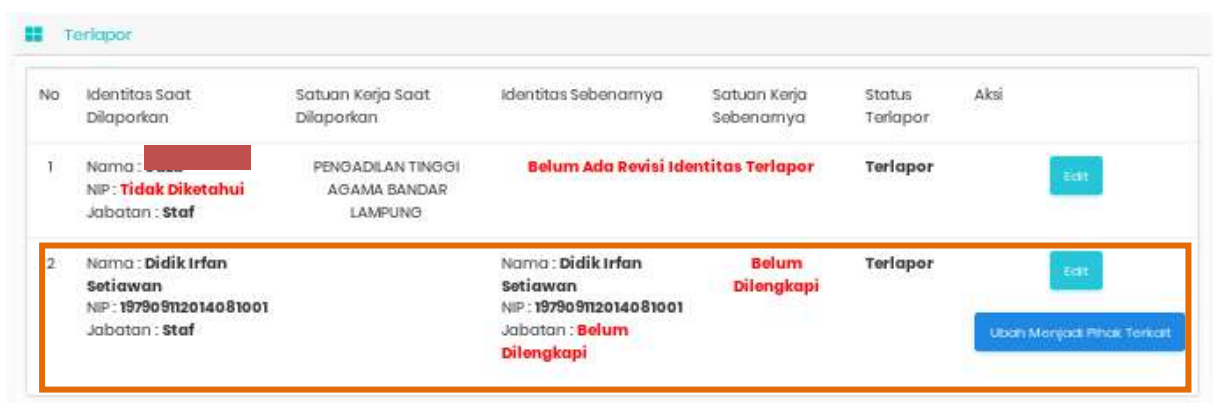 Terlapor
No Identitas Saat Satuan Kerja Saat Identitas Sebenarnya Satuan Kerja Status Aksi
Dilaporkan Dilaporkan Sebenarnya Terlapor
1 Nama : PENGADILAN TINGGI Belum Ada Revisi Identitas Terlapor Terlapor Edit
NIP : Tidak Diketahui AGAMA BANDAR
Jabatan : Staf LAMPUNG
2 Nama : Didik Irfan Nama : Didik Irfan Belum Terlapor Edit
Setiawan Setiawan Dilengkapi
NIP : 197909112014081001 NIP : 197909112014081001
Jabatan : Staf Jabatan : Belum Ubah Menjadi Pihak Terkait
Dilengkapi